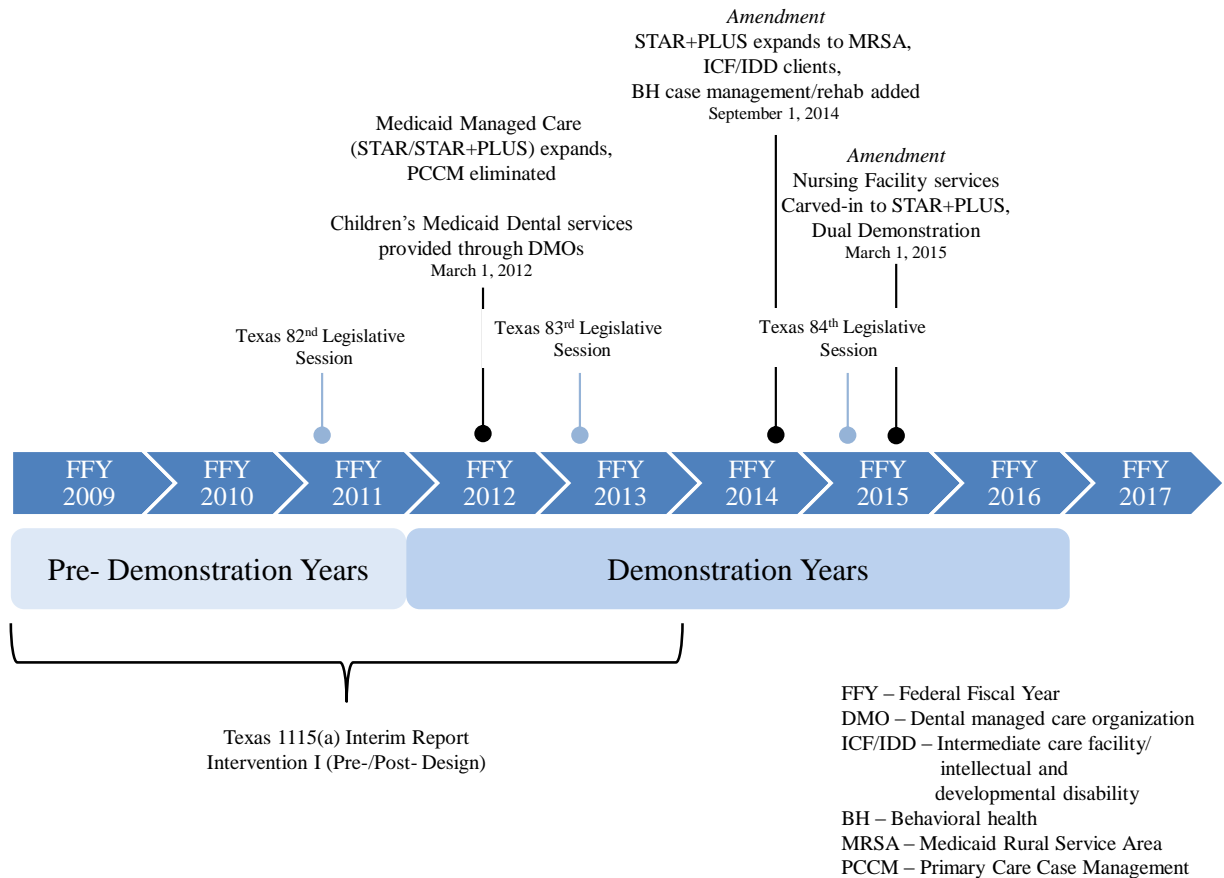 Amendment
STAR+PLUS expands to MRSA,
ICF/IDD clients,
BH case management/rehab added
September 1, 2014
Medicaid Managed Care
(STAR/STAR+PLUS) expands,
PCCM eliminated
Children's Medicaid Dental services
provided through DMOs
March 1, 2012
Amendment
Nursing Facility services
Carved-in to STAR+PLUS,
Dual Demonstration
March 1, 2015
Texas 82nd Legislative
Session
Texas 83rd Legislative
Session
Texas 84th Legislative
Session
FFY
2009
FFY
2010
FFY
2011
FFY
2012
FFY
2013
FFY
2014
FFY
2015
FFY
2016
FFY
2017
Pre- Demonstration Years
Demonstration Years
Texas 1115(a) Interim Report
Intervention I (Pre-/Post- Design)
FFY – Federal Fiscal Year
DMO – Dental managed care organization
ICF/IDD – Intermediate care facility/
intellectual and
developmental disability
BH – Behavioral health
MRSA – Medicaid Rural Service Area
PCCM – Primary Care Case Management